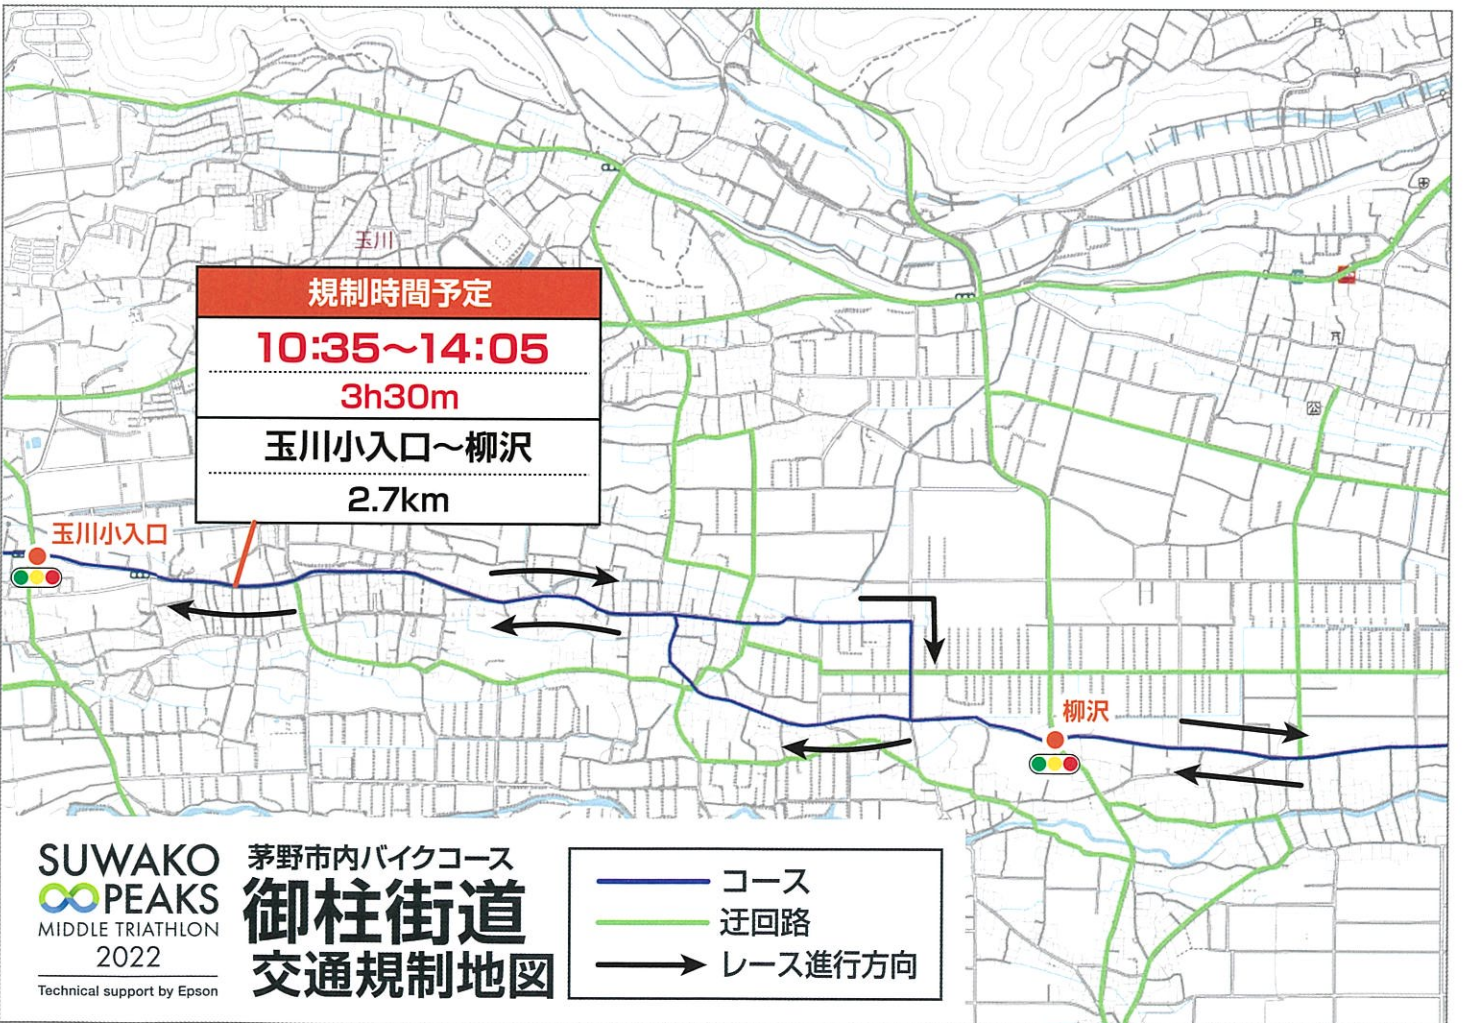 玉川
規制時間予定
10:35〜14:05
3h30m
玉川小入口〜柳沢
2.7km
玉川小入口
公
柳沢
SUWAKO
PEAKS
MIDDLE TRIATHLON
2022
Technical support by Epson
茅野市内バイクコース
御柱街道
交通規制地図
コース
迂回路
レース進行方向